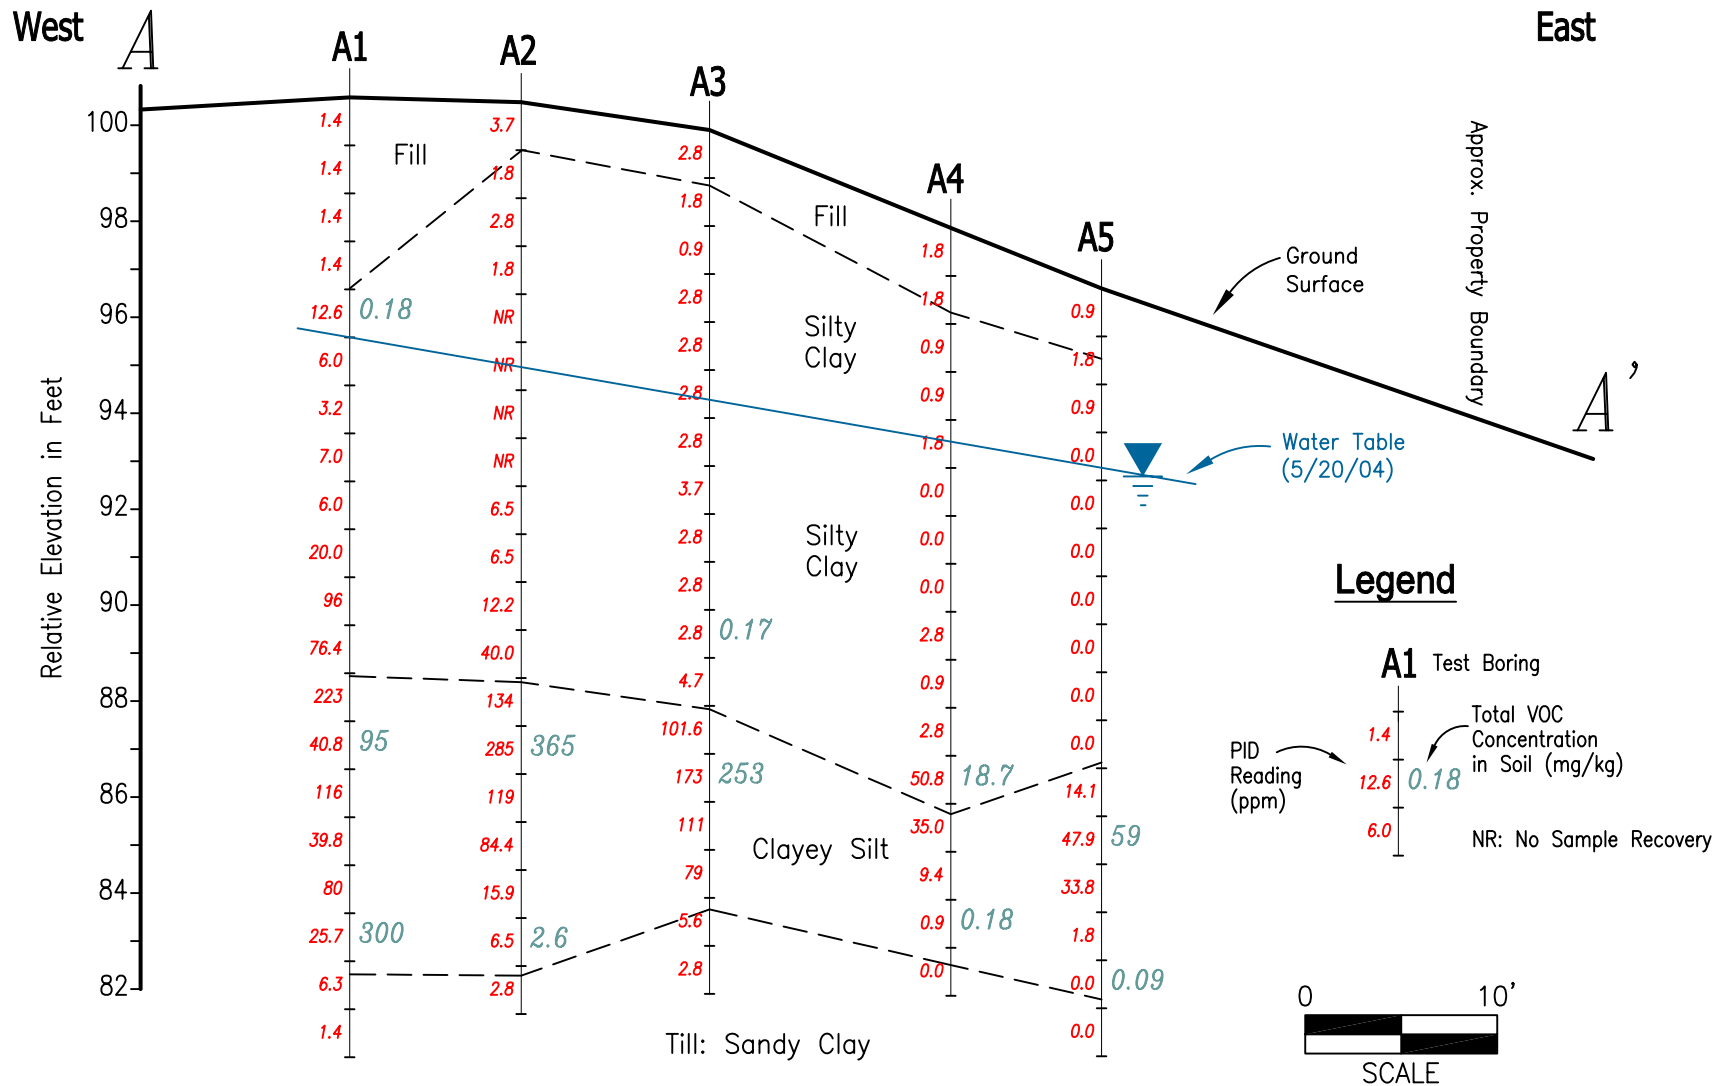 West
A
East
A1
A2
A3
A4
A5
A'
Relative Elevation in Feet
100
98
96
94
92
90
88
86
84
82
1.4
1.4
1.4
1.4
12.6 0.18
6.0
3.2
7.0
6.0
20.0
96
76.4
223
40.8 95
116
39.8
80
25.7 300
6.3
1.4
3.7
1.8
2.8
1.8
NR
NR
NR
NR
6.5
6.5
12.2
40.0
134
285 365
119
84.4
15.9
6.5 2.6
2.8
2.8
1.8
0.9
2.8
2.8
2.8
2.8
3.7
2.8
2.8
2.8 0.17
4.7
101.6
173 253
111
79
5.6
2.8
1.8
1.8
0.9
0.9
1.8
0.0
0.0
0.0
2.8
0.9
2.8
50.8 18.7
35.0
9.4
0.9 0.18
0.0
0.9
1.8
0.9
0.0
0.0
0.0
0.0
0.0
0.0
0.0
14.1
47.9 59
33.8
1.8
0.0 0.09
0.0
Fill
Fill
Silty
Clay
Silty
Clay
Clayey Silt
Till: Sandy Clay
Ground
Surface
Approx. Property Boundary
Water Table
(5/20/04)
Legend
A1 Test Boring
1.4
12.6 0.18
6.0
PID
Reading
(ppm)
Total VOC
Concentration
in Soil (mg/kg)
NR: No Sample Recovery
0 10'
SCALE